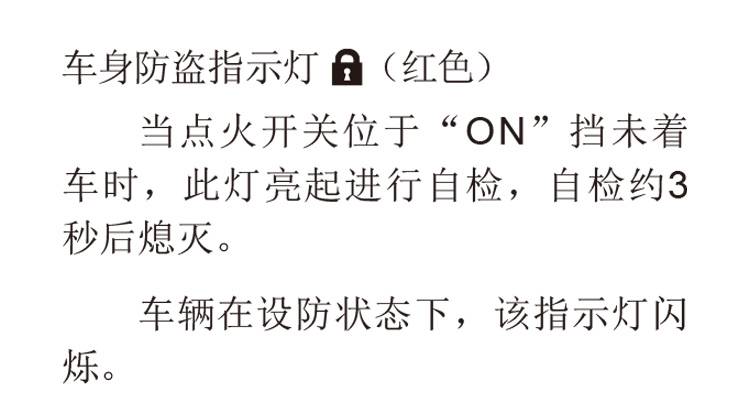 车身防盗指示灯（红色）
当点火开关位于“ON”挡未着
车时，此灯亮起进行自检，自检约3
秒后熄灭。
车辆在设防状态下，该指示灯闪
烁。